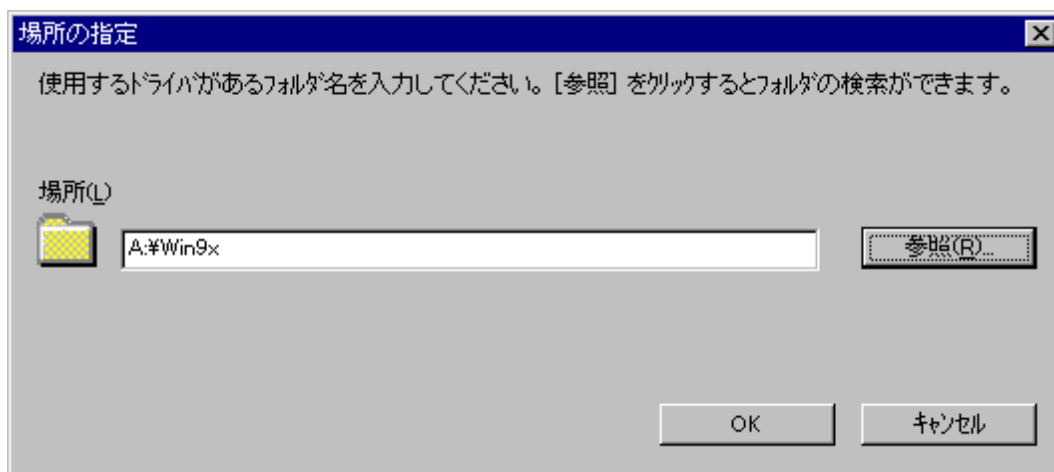 場所の指定
使用するﾄﾞﾗｲﾊﾞがあるﾌｫﾙﾀﾞ名を入力してください。[参照] をｸﾘｯｸするとﾌｫﾙﾀﾞの検索ができます。
場所(L)
A:¥Win9x
参照(R)...
OK
ｷｬﾝｾﾙ